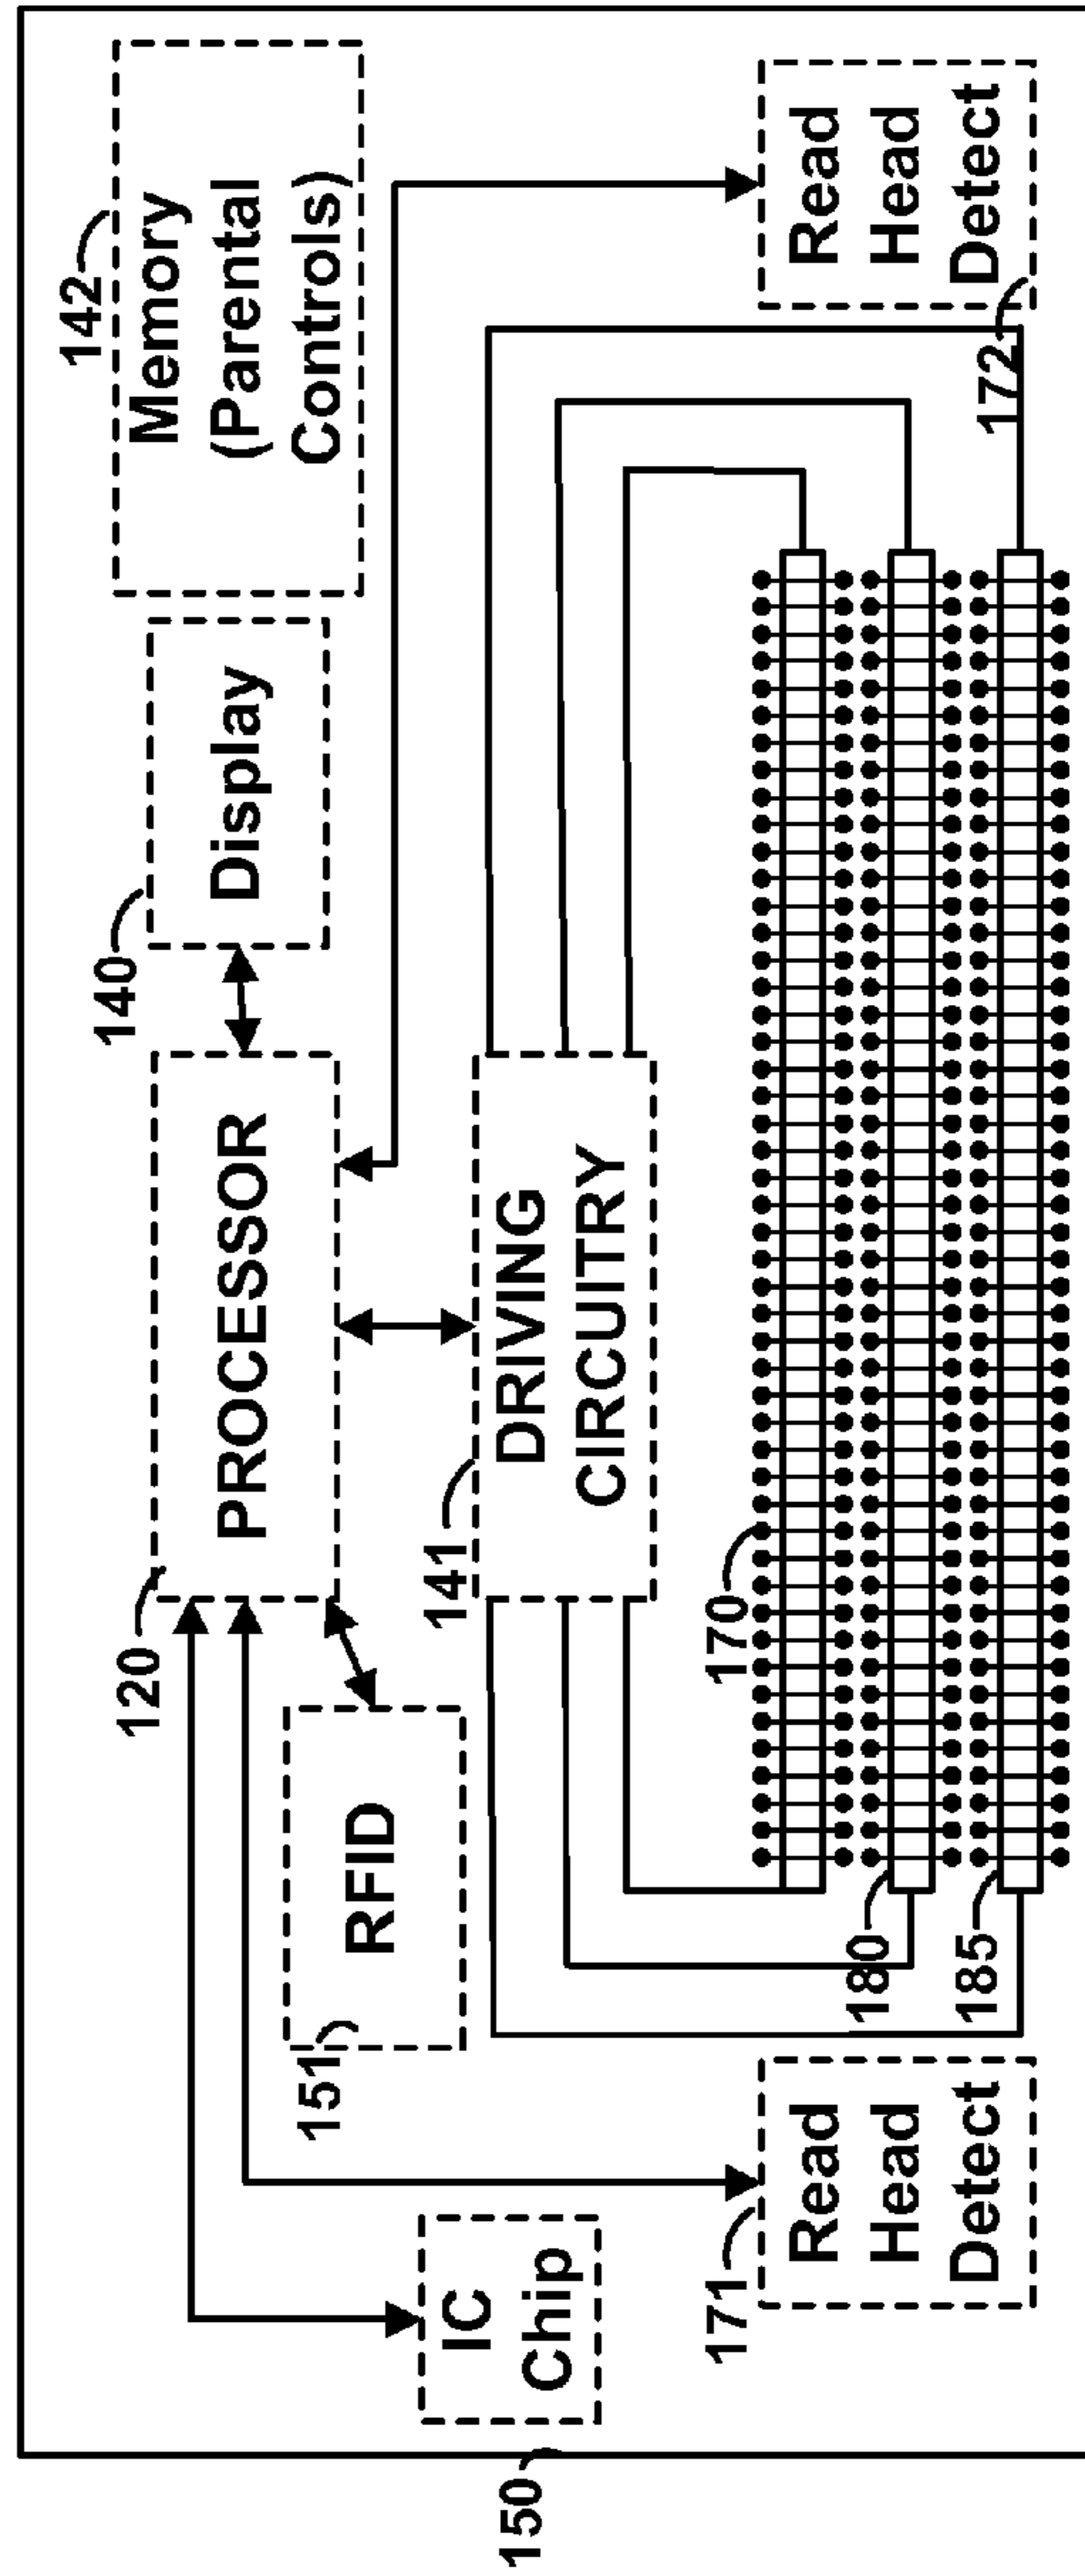 142
Memory
(Parental
Controls)
140
Display
120
PROCESSOR
151
RFID
150
IC
Chip
141
DRIVING
CIRCUITRY
171
Read
Head
Detect
170
180
185
172
Read
Head
Detect